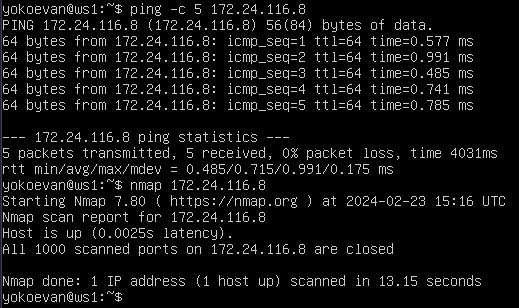 yokoevan@ws1:~$ ping -c 5 172.24.116.8
PING 172.24.116.8 (172.24.116.8) 56(84) bytes of data.
64 bytes from 172.24.116.8: icmp_seq=1 ttl=64 time=0.577 ms
64 bytes from 172.24.116.8: icmp_seq=2 ttl=64 time=0.991 ms
64 bytes from 172.24.116.8: icmp_seq=3 ttl=64 time=0.485 ms
64 bytes from 172.24.116.8: icmp_seq=4 ttl=64 time=0.741 ms
64 bytes from 172.24.116.8: icmp_seq=5 ttl=64 time=0.785 ms
--- 172.24.116.8 ping statistics ---
5 packets transmitted, 5 received, 0% packet loss, time 4031ms
rtt min/avg/max/mdev = 0.485/0.715/0.991/0.175 ms
yokoevan@ws1:~$ nmap 172.24.116.8
Starting Nmap 7.80 ( https://nmap.org ) at 2024-02-23 15:16 UTC
Nmap scan report for 172.24.116.8
Host is up (0.0025s latency).
All 1000 scanned ports on 172.24.116.8 are closed
Nmap done: 1 IP address (1 host up) scanned in 13.15 seconds
yokoevan@ws1:~$